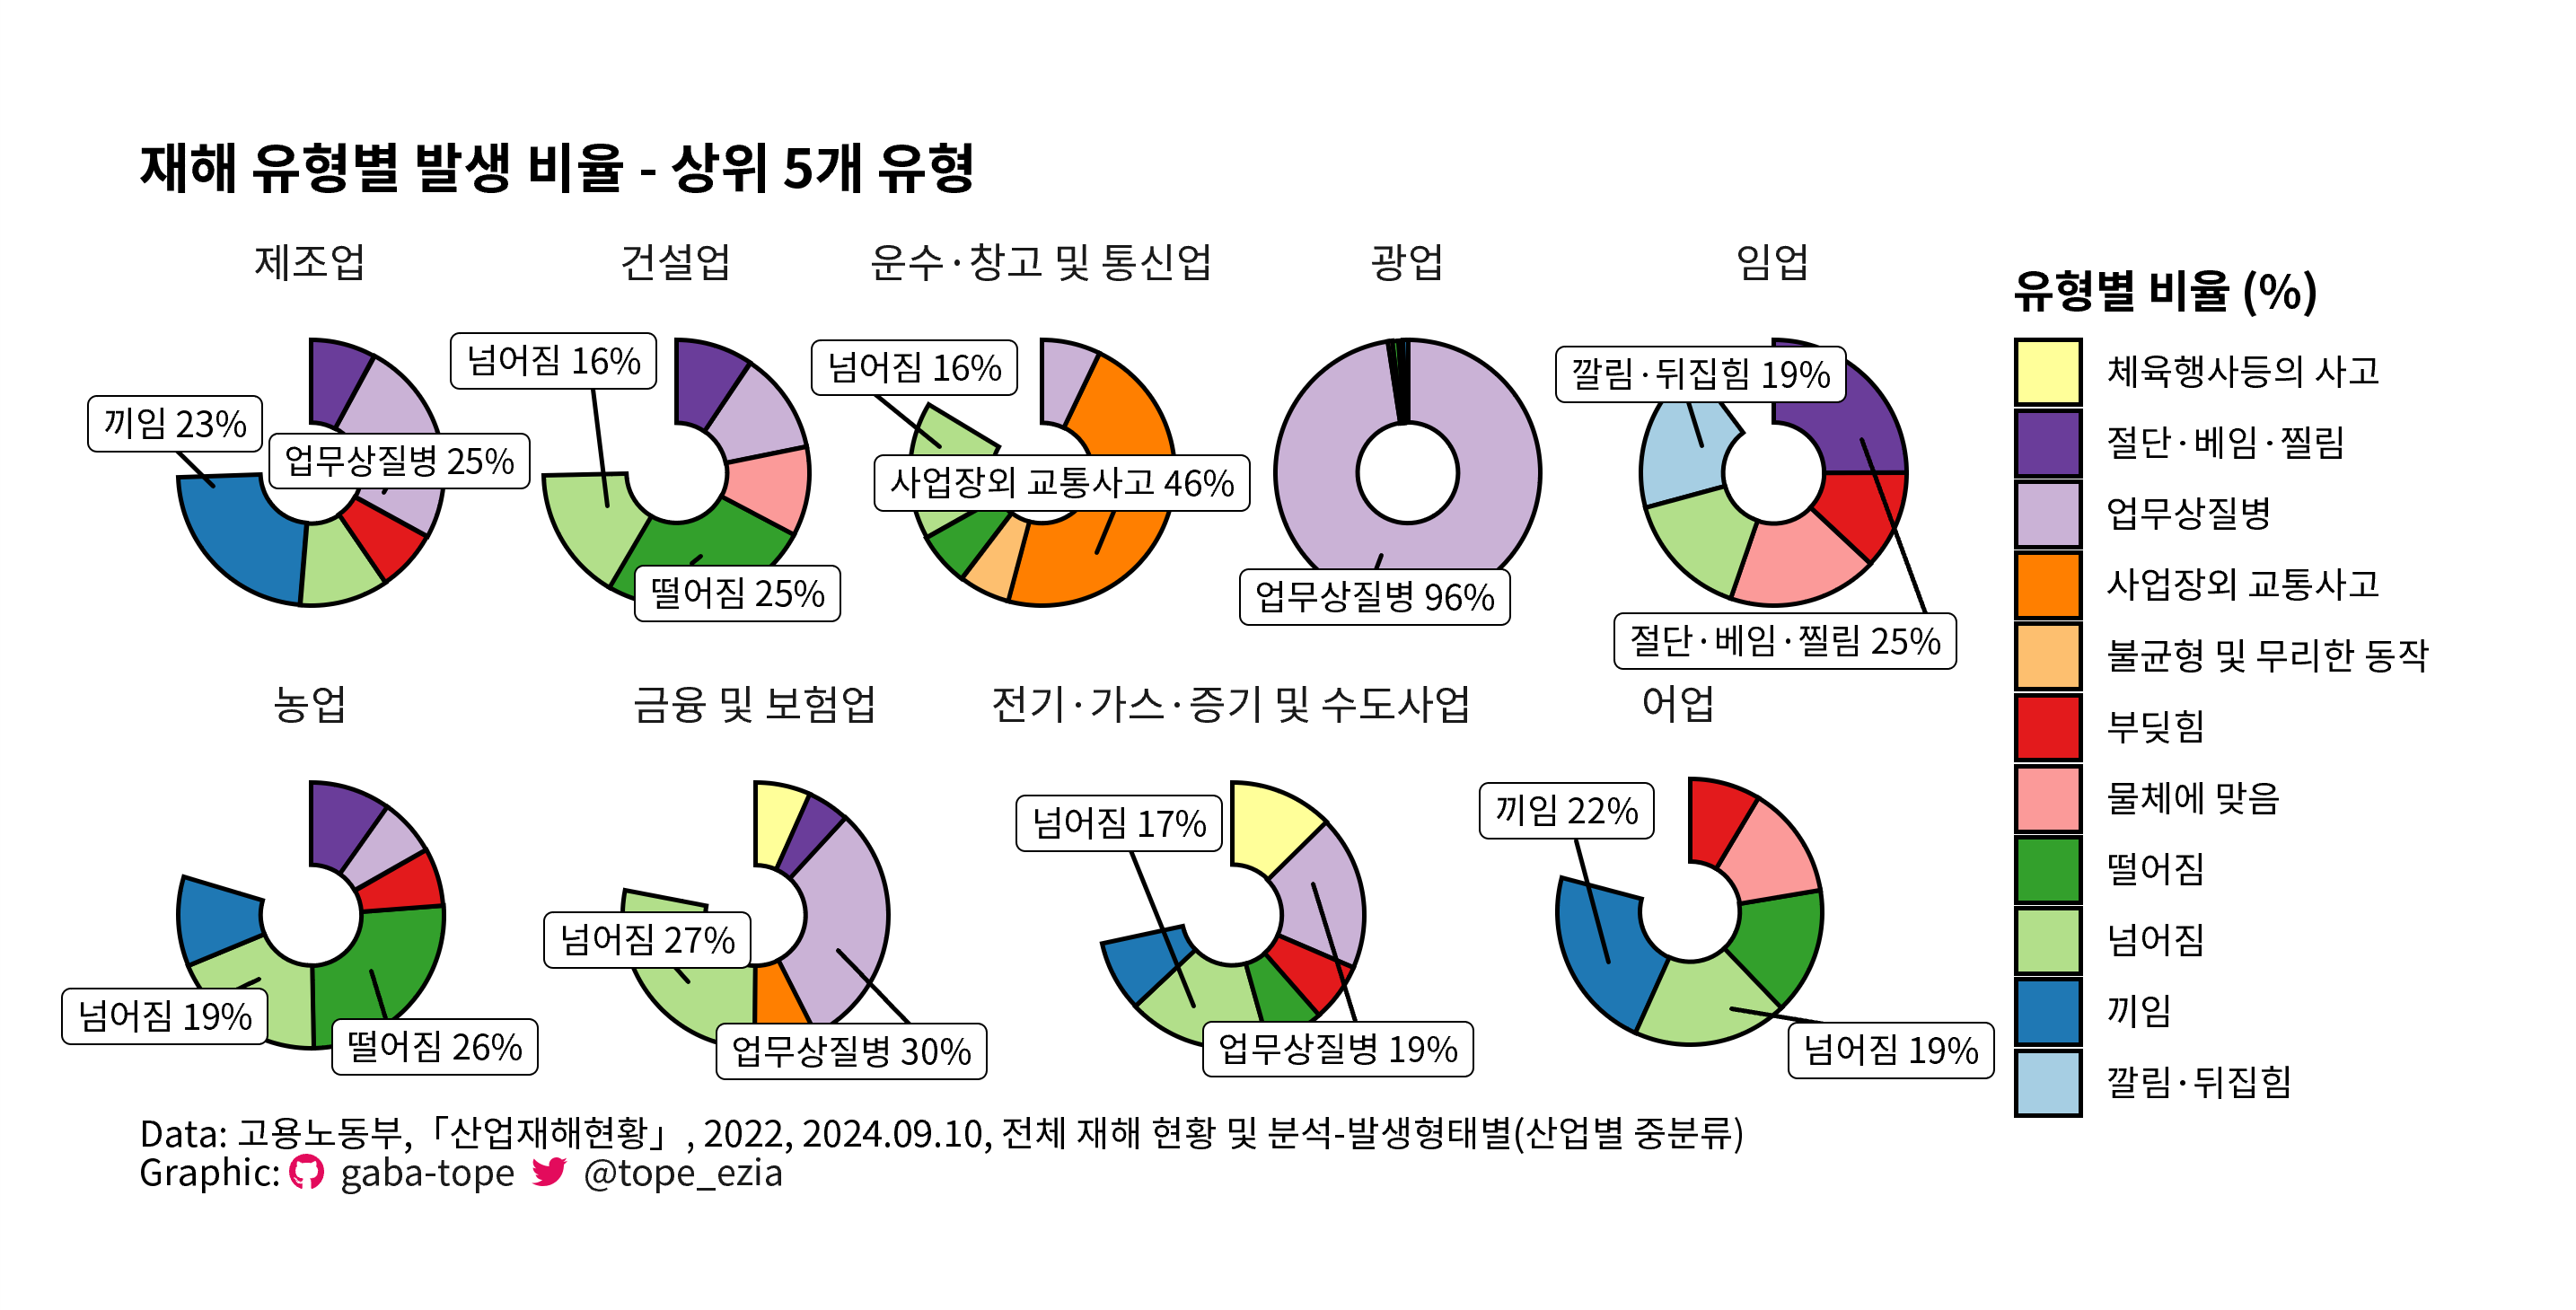 재해 유형별 발생 비율 - 상위 5개 유형
제조업
건설업
운수·창고 및 통신업
광업
임업
끼임 23%
업무상질병 25%
넘어짐 16%
떨어짐 25%
넘어짐 16%
사업장외 교통사고 46%
업무상질병 96%
깔림·뒤집힘 19%
절단·베임·찔림 25%
농업
금융 및 보험업
전기·가스·증기 및 수도사업
어업
넘어짐 19%
떨어짐 26%
넘어짐 27%
업무상질병 30%
넘어짐 17%
업무상질병 19%
끼임 22%
넘어짐 19%
유형별 비율 (%)
체육행사등의 사고
절단·베임·찔림
업무상질병
사업장외 교통사고
불균형 및 무리한 동작
부딪힘
물체에 맞음
떨어짐
넘어짐
끼임
깔림·뒤집힘
Data: 고용노동부,「산업재해현황」, 2022, 2024.09.10, 전체 재해 현황 및 분석-발생형태별(산업별 중분류)
Graphic: gaba-tope @tope_ezia